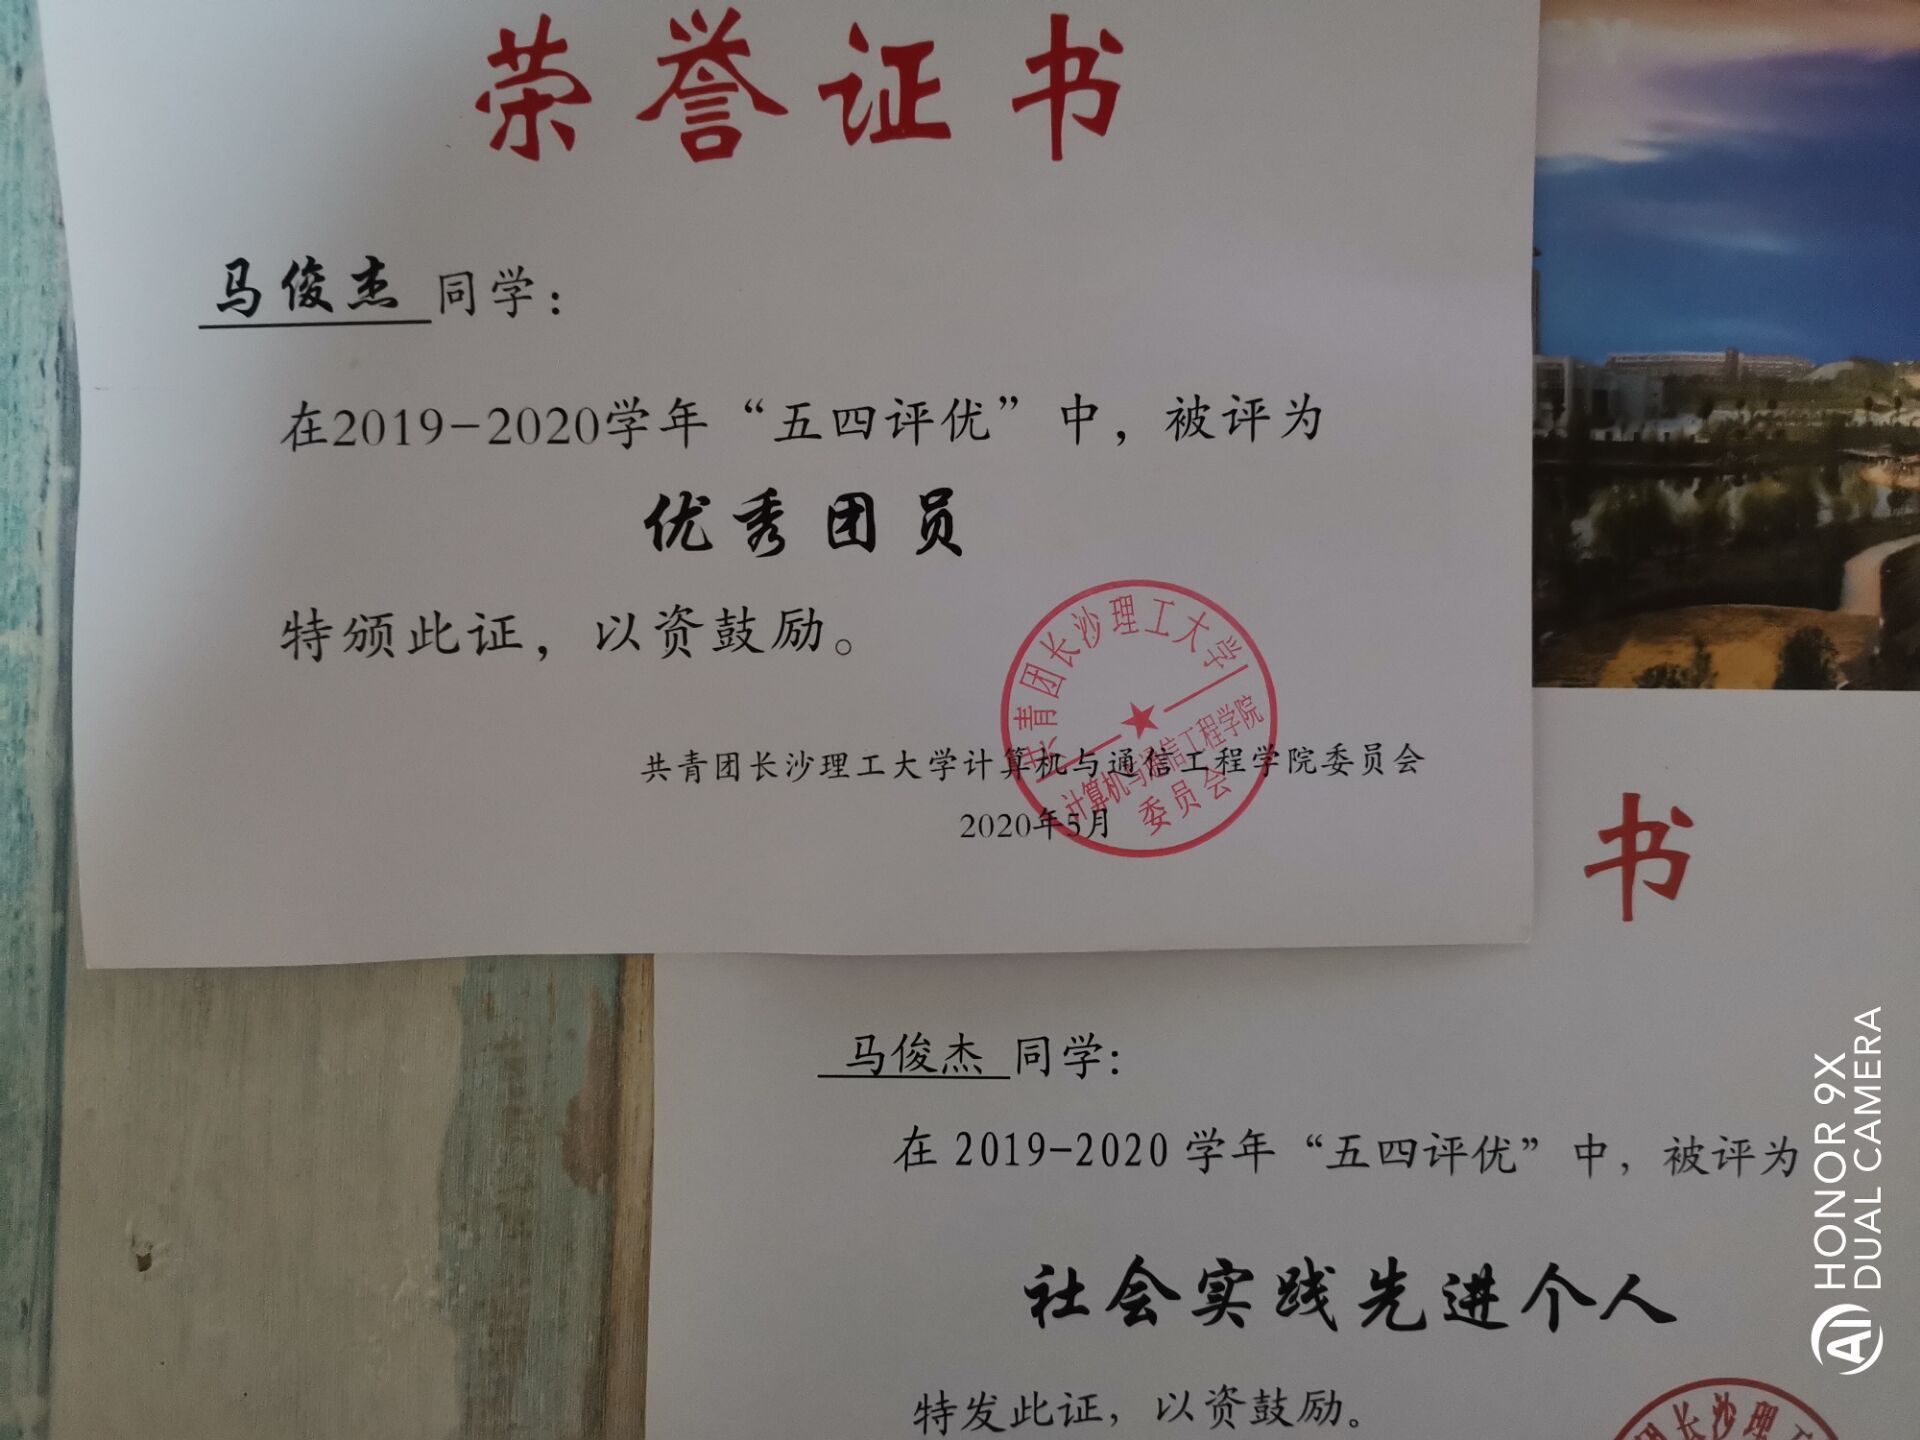 荣誉证书
马俊杰 同学：
在2019-2020学年“五四评优”中，被评为
优秀团员
特颁此证，以资鼓励。
共青团长沙理工大学
计算机与通信工程学院
委员会
共青团长沙理工大学计算机与通信工程学院委员会
2020年5月
书
马俊杰 同学：
在 2019-2020 学年“五四评优”中，被评为
社会实践先进个人
特发此证，以资鼓励。
团长沙理工
HONOR 9X
DUAL CAMERA
AI